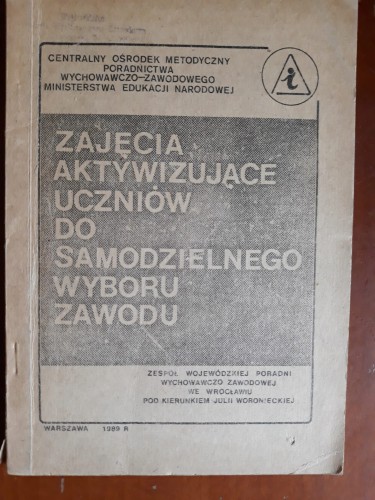 CENTRALNY OŚRODEK METODYCZNY
PORADNICTWA
WYCHOWAWCZO-ZAWODOWEGO
MINISTERSTWA EDUKACJI NARODOWEJ
i
ZAJĘCIA
AKTYWIZUJĄCE
UCZNIÓW
DO
SAMODZIELNEGO
WYBORU
ZAWODU
ZESPÓŁ WOJEWÓDZKIEJ PORADNI
WYCHOWAWCZO ZAWODOWEJ
WE WROCŁAWIU
POD KIERUNKIEM JULII WORONIECKIEJ
WARSZAWA 1989 R